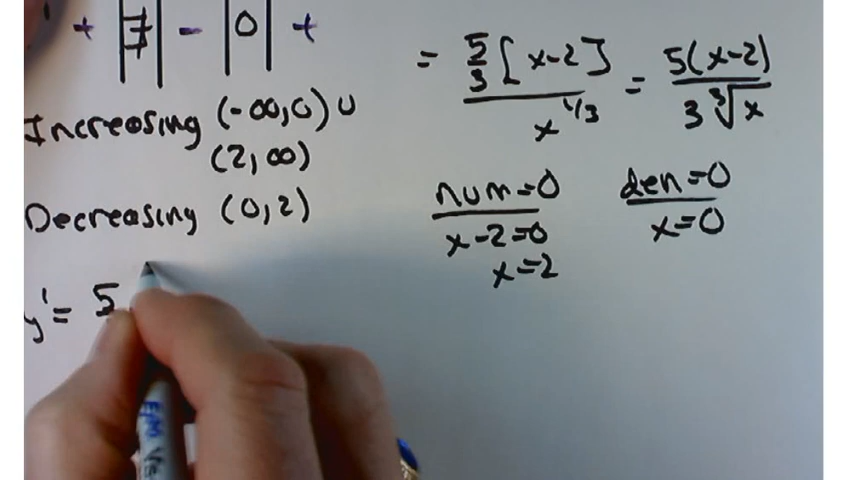 ' + | ∄ | - | 0 | +
Increasing (-∞,0) ∪
(2,∞)
Decreasing (0,2)
y' = 5
= 5/3 [x-2] / x^1/3 = 5(x-2) / 3∛x
num=0
x-2=0
x=2
den=0
x=0